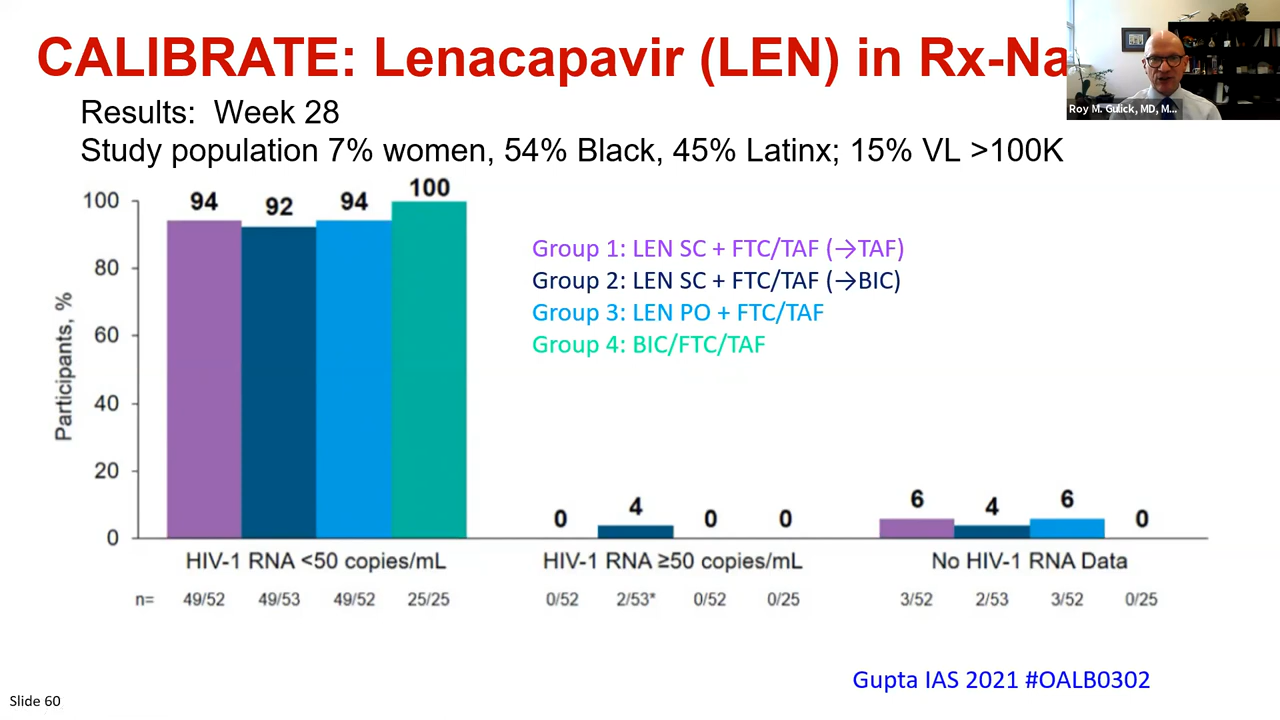 CALIBRATE: Lenacapavir (LEN) in Rx-Na
Roy M. Gulick, MD, M...
Results: Week 28
Study population 7% women, 54% Black, 45% Latinx; 15% VL >100K
Participants, %
100
80
60
40
20
0
94 92 94 100
0 4 0 0
6 4 6 0
Group 1: LEN SC + FTC/TAF (→TAF)
Group 2: LEN SC + FTC/TAF (→BIC)
Group 3: LEN PO + FTC/TAF
Group 4: BIC/FTC/TAF
HIV-1 RNA <50 copies/mL HIV-1 RNA ≥50 copies/mL No HIV-1 RNA Data
n= 49/52 49/53 49/52 25/25 0/52 2/53* 0/52 0/25 3/52 2/53 3/52 0/25
Gupta IAS 2021 #OALB0302
Slide 60